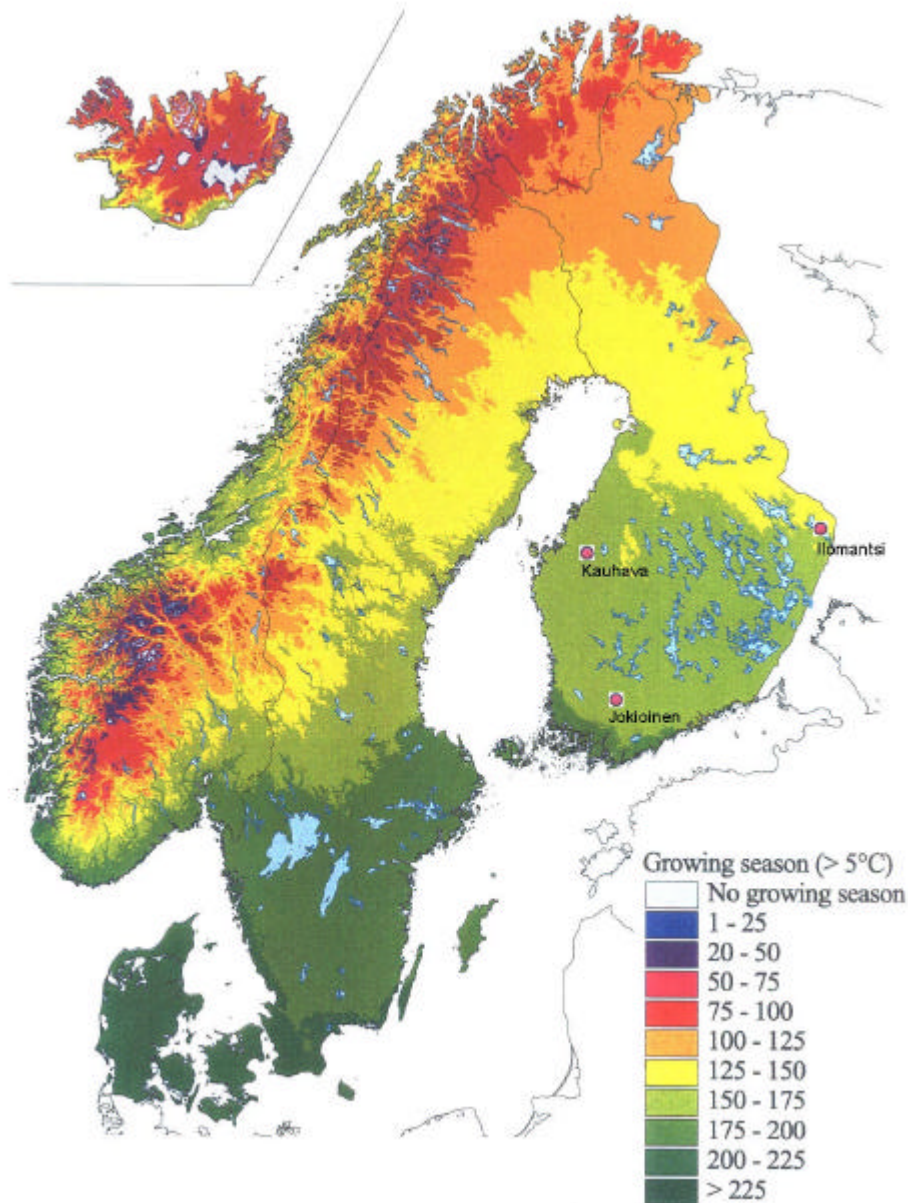 Ilomantsi
Kauhava
Jokioinen
Growing season (> 5°C)
No growing season
1 - 25
20 - 50
50 - 75
75 - 100
100 - 125
125 - 150
150 - 175
175 - 200
200 - 225
> 225